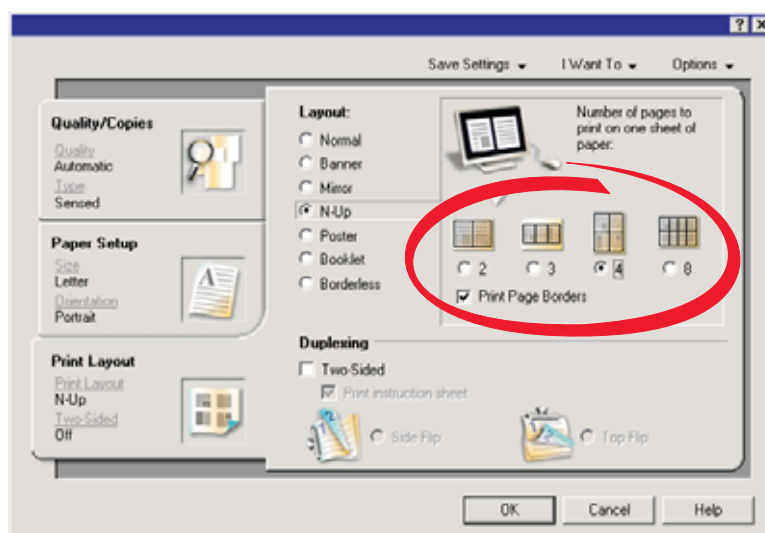 Save Settings
I Want To
Options
Quality/Copies
Quality
Automatic
Type
Sensed
Paper Setup
Size
Letter
Orientation
Portrait
Print Layout
Print Layout
N-Up
Two-Sided
Off
Layout:
Normal
Banner
Mirror
N-Up
Poster
Booklet
Borderless
Number of pages to
print on one sheet of
paper:
2
3
4
8
Print Page Borders
Duplexing
Two-Sided
Print instruction sheet
Side Flip
Top Flip
OK
Cancel
Help